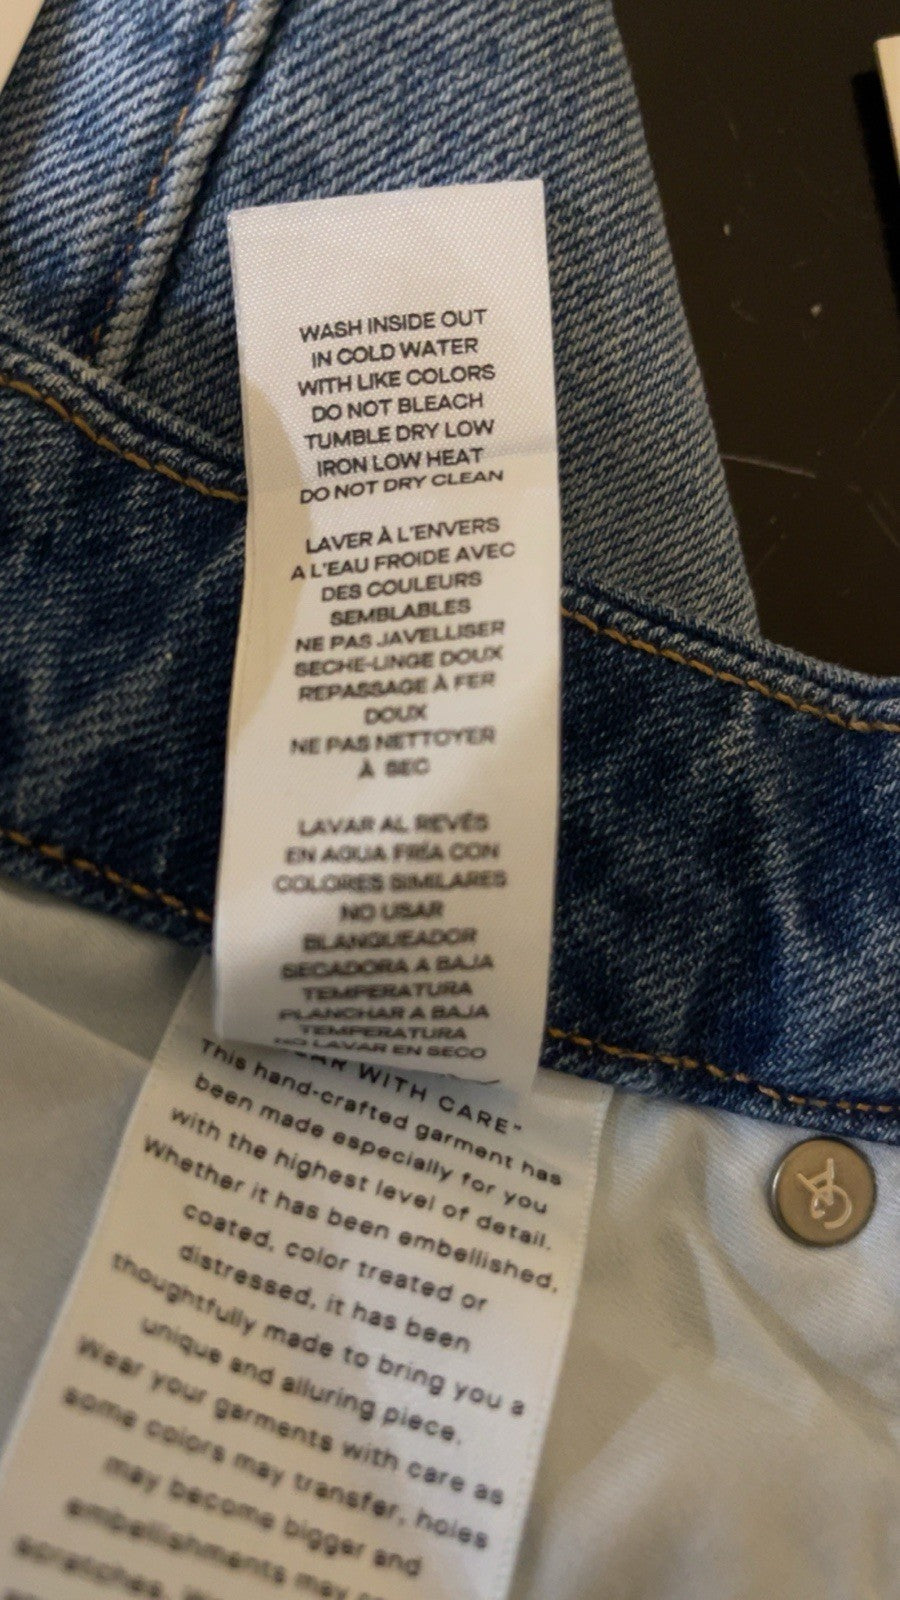 WASH INSIDE OUT
IN COLD WATER
WITH LIKE COLORS
DO NOT BLEACH
TUMBLE DRY LOW
IRON LOW HEAT
DO NOT DRY CLEAN
LAVER À L'ENVERS
A L'EAU FROIDE AVEC
DES COULEURS
SEMBLABLES
NE PAS JAVELLISER
SECHE-LINGE DOUX
REPASSAGE À FER
DOUX
NE PAS NETTOYER
À SEC
LAVAR AL REVÉS
EN AGUA FRÍA CON
COLORES SIMILARES
NO USAR
BLANQUEADOR
SECADORA A BAJA
TEMPERATURA
PLANCHAR A BAJA
TEMPERATURA
NO LAVAR EN SECO
WITH CARE"
This hand-crafted garment has
been made especially for you
with the highest level of detail.
Whether it has been embellished,
coated, color treated or
distressed, it has been
thoughtfully made to bring you a
unique and alluring piece.
Wear your garments with care as
some colors may transfer, holes
may become bigger and
embellishments may
scratches.